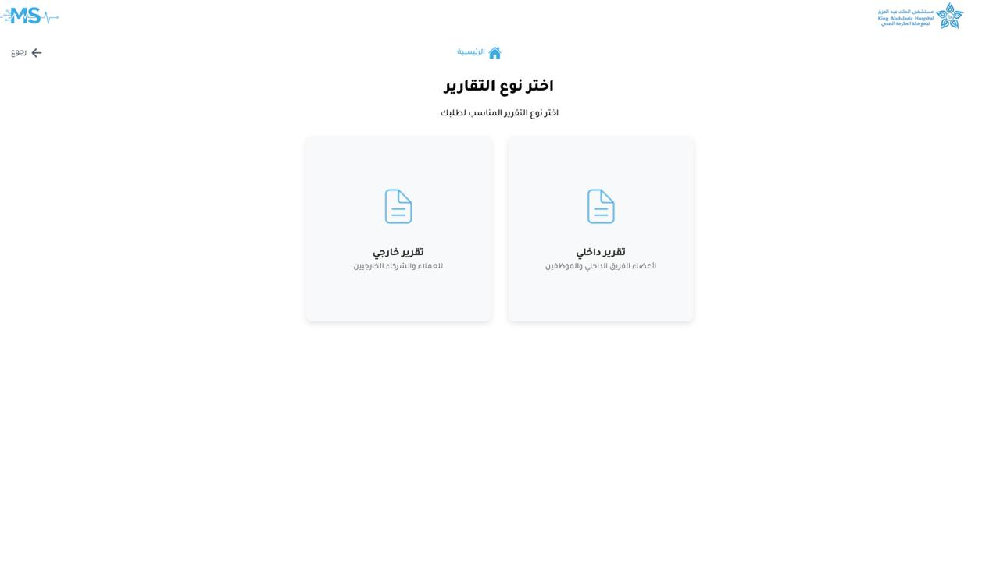 مستشفى الملك عبد العزيز
King Abdulaziz Hospital
تجمع مكة المكرمة الصحي
MS
الرئيسية
رجوع
اختر نوع التقارير
اختر نوع التقرير المناسب لطلبك
تقرير داخلي
لأعضاء الفريق الداخلي والموظفين
تقرير خارجي
للعملاء والشركاء الخارجيين